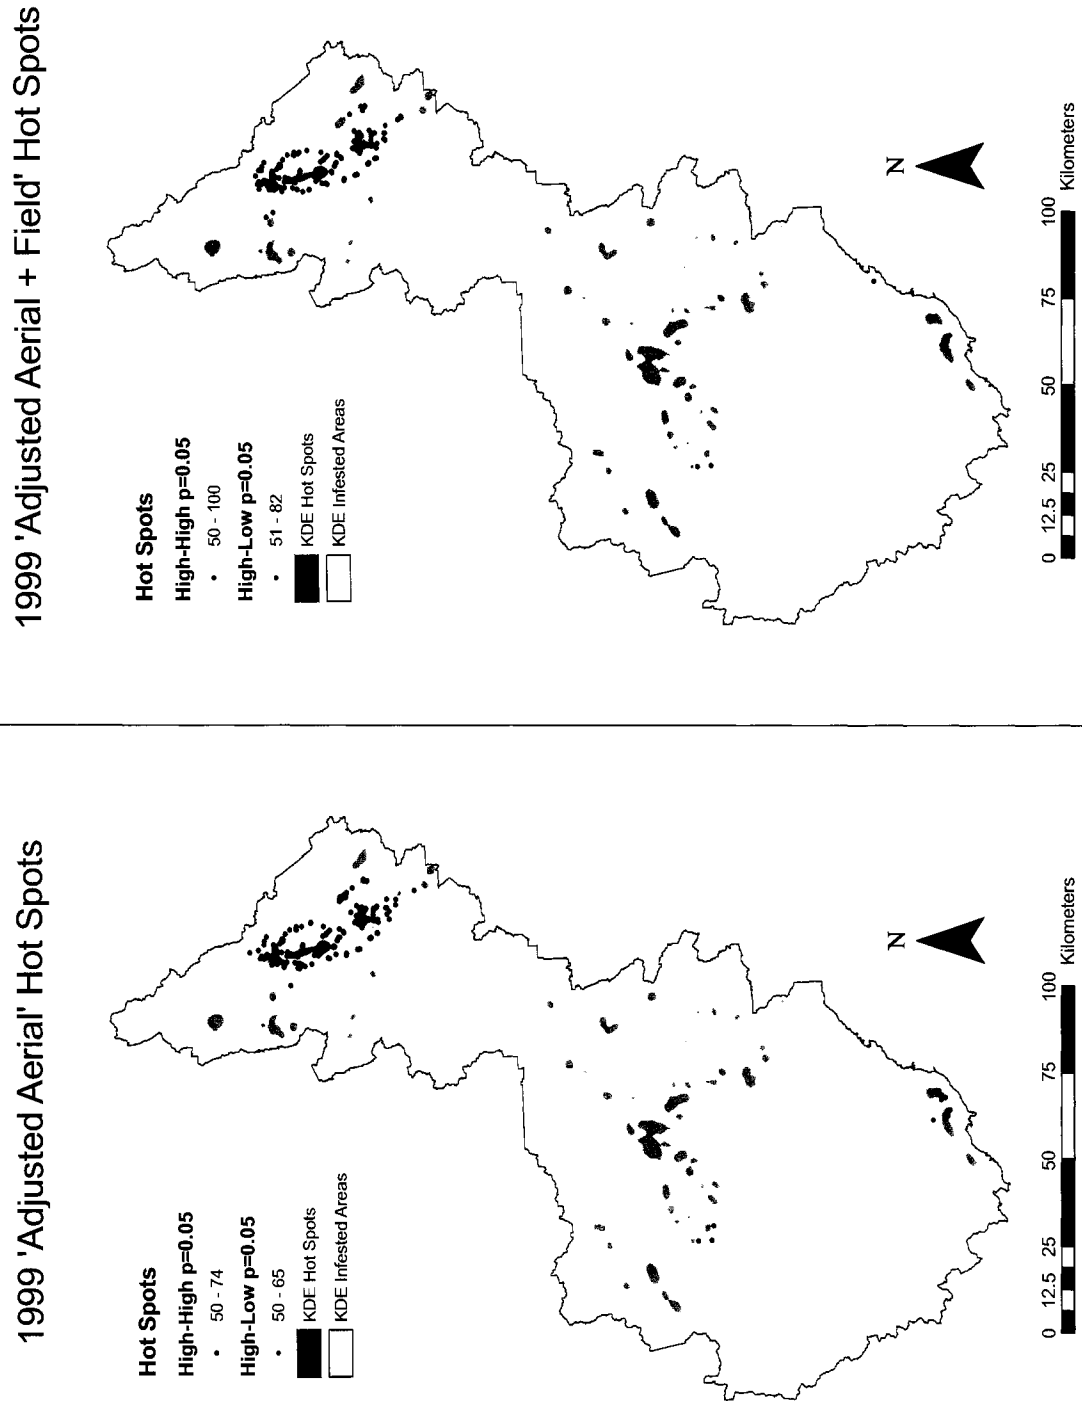 1999 'Adjusted Aerial' Hot Spots
Hot Spots
High-High p=0.05
50 - 74
High-Low p=0.05
50 - 65
KDE Hot Spots
KDE Infested Areas
N
0 12.5 25 50 75 100
Kilometers
1999 'Adjusted Aerial + Field' Hot Spots
Hot Spots
High-High p=0.05
50 - 100
High-Low p=0.05
51 - 82
KDE Hot Spots
KDE Infested Areas
N
0 12.5 25 50 75 100
Kilometers